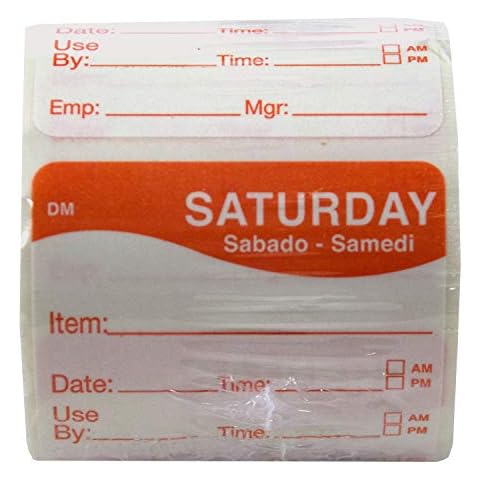 Date: Time: PM
Use AM
By: Time: PM
Emp: Mgr:
DM SATURDAY
Sabado - Samedi
Item:
Date: Time: AM
PM
Use AM
By: Time: PM